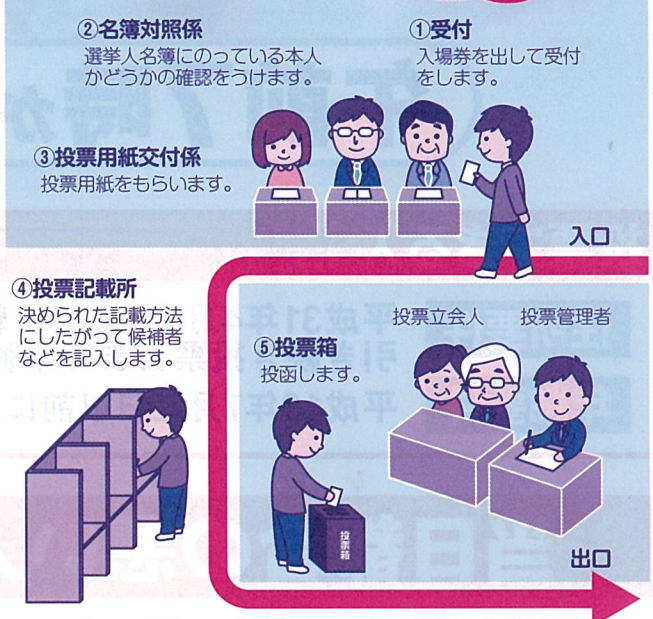 ①受付
入場券を出して受付
をします。
②名簿対照係
選挙人名簿にのっている本人
かどうかの確認をうけます。
③投票用紙交付係
投票用紙をもらいます。
入口
④投票記載所
決められた記載方法
にしたがって候補者
などを記入します。
⑤投票箱
投函します。
投票立会人
投票管理者
投票箱
出口